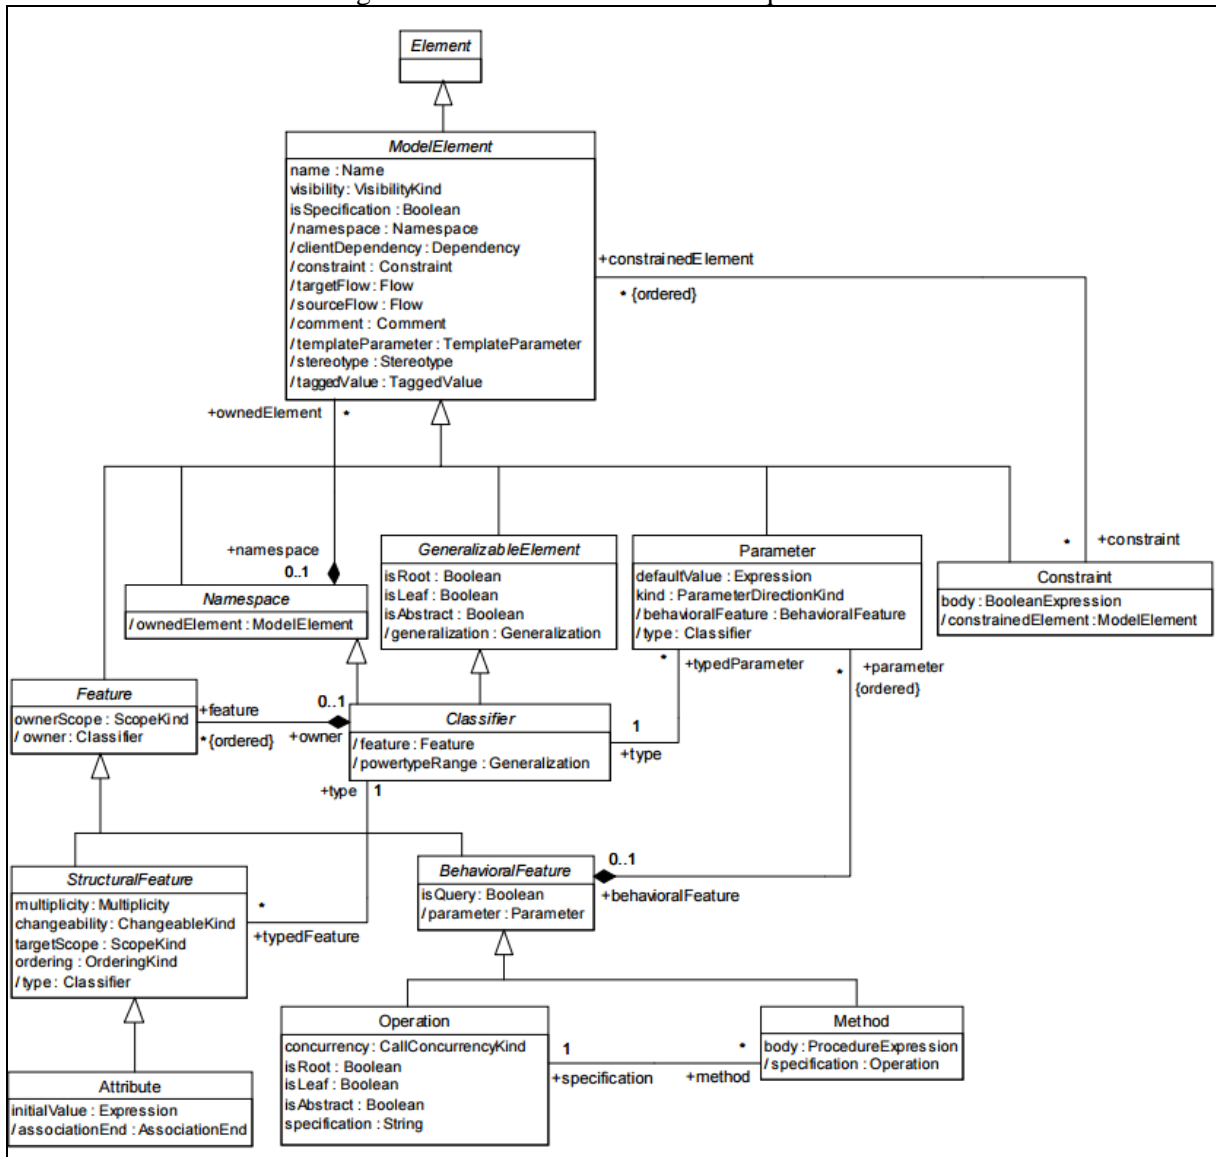 Element
ModelElement
name : Name
visibility : VisibilityKind
isSpecification : Boolean
/ namespace : Namespace
/ clientDependency : Dependency
/ constraint : Constraint
/ targetFlow : Flow
/ sourceFlow : Flow
/ comment : Comment
/ templateParameter : TemplateParameter
/ stereotype : Stereotype
/ taggedValue : TaggedValue
+constrainedElement
* {ordered}
+ownedElement *
+namespace
0..1
Namespace
/ ownedElement : ModelElement
GeneralizableElement
isRoot : Boolean
isLeaf : Boolean
isAbstract : Boolean
/ generalization : Generalization
Parameter
defaultValue : Expression
kind : ParameterDirectionKind
/ behavioralFeature : BehavioralFeature
/ type : Classifier
* +constraint
Constraint
body : BooleanExpression
/ constrainedElement : ModelElement
* +typedParameter
* +parameter
{ordered}
Feature
ownerScope : ScopeKind
/ owner : Classifier
+feature
*{ordered}
0..1
+owner
Classifier
/ feature : Feature
/ powertypeRange : Generalization
1
+type
+type 1
StructuralFeature
multiplicity : Multiplicity
changeability : ChangeableKind
targetScope : ScopeKind
ordering : OrderingKind
/ type : Classifier
*
+typedFeature
BehavioralFeature
isQuery : Boolean
/ parameter : Parameter
0..1
+behavioralFeature
Operation
concurrency : CallConcurrencyKind
isRoot : Boolean
isLeaf : Boolean
isAbstract : Boolean
specification : String
1
+specification
*
+method
Method
body : ProcedureExpression
/ specification : Operation
Attribute
initialValue : Expression
/ associationEnd : AssociationEnd